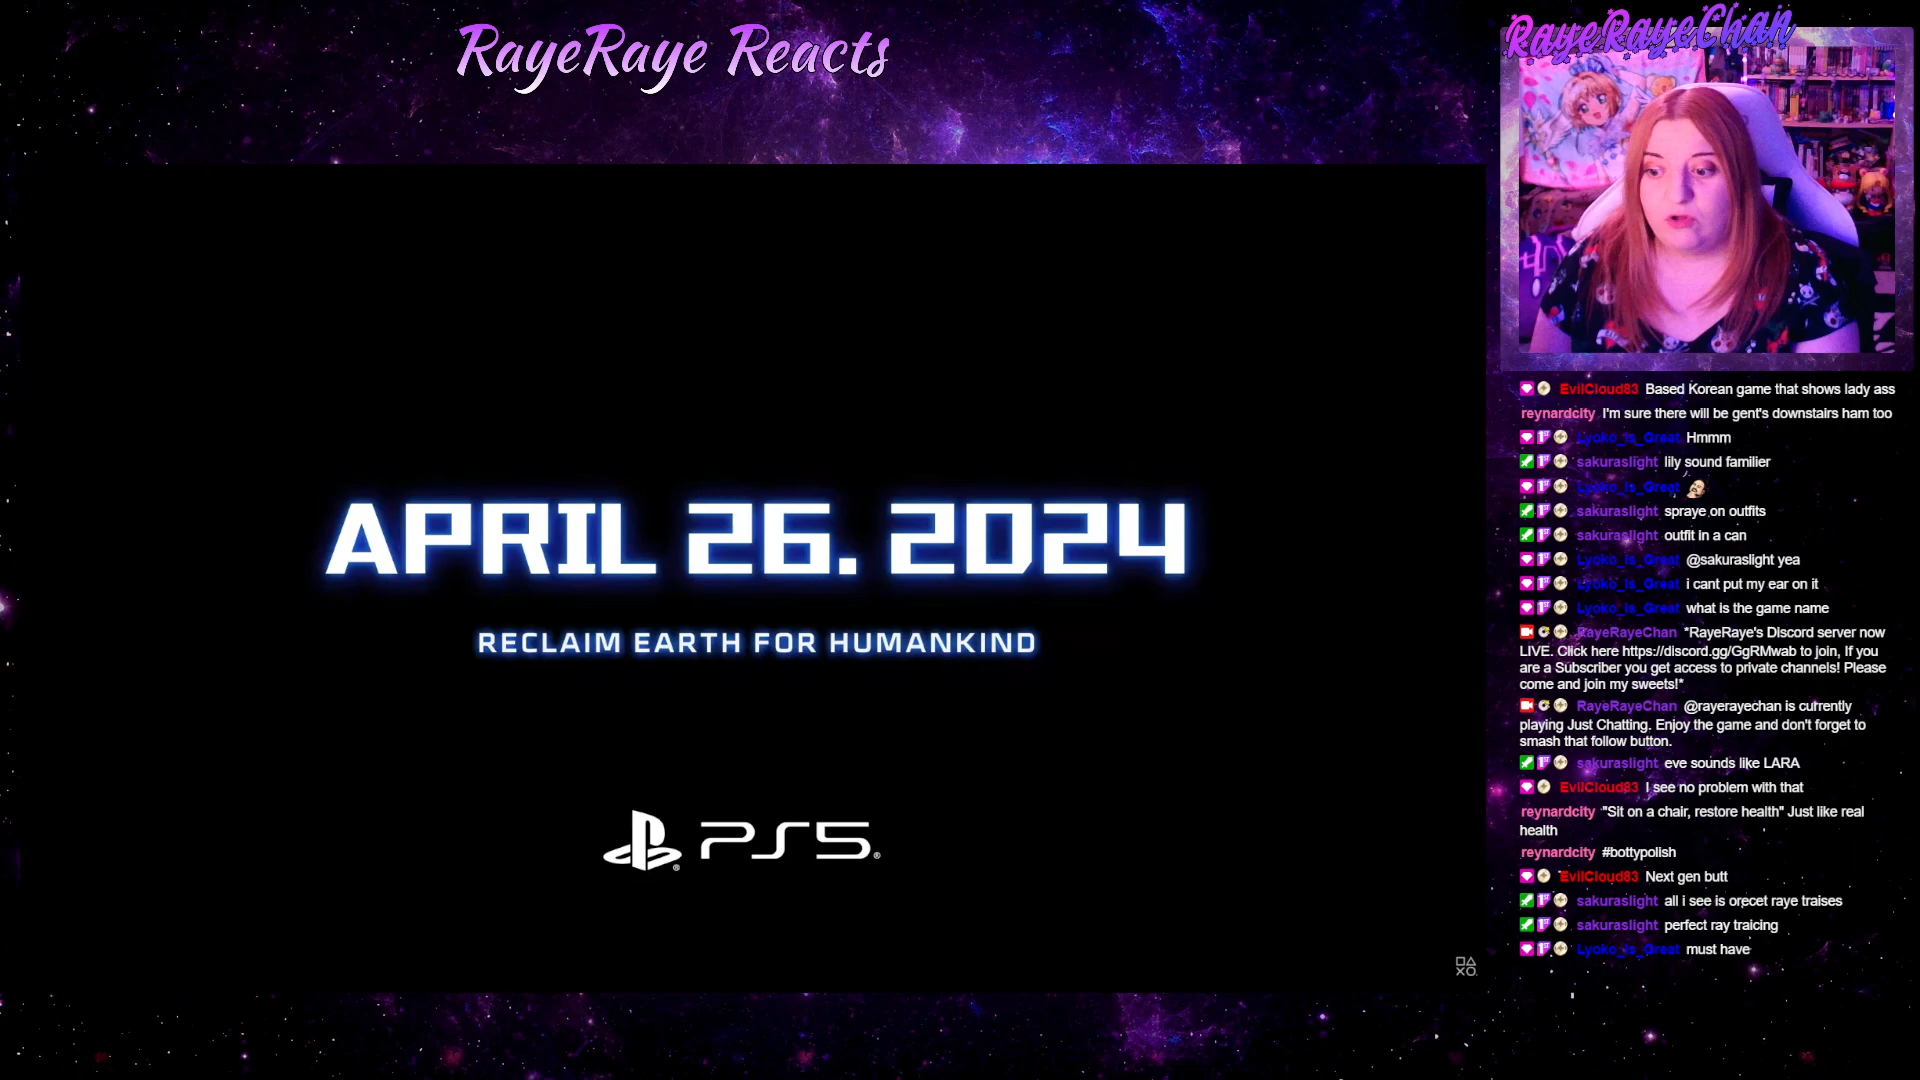 RayeRaye Reacts
RayeRayeChan
APRIL 26. 2024
RECLAIM EARTH FOR HUMANKIND
PS5
EvilCloud83 Based Korean game that shows lady ass
reynardcity I'm sure there will be gent's downstairs ham too
Lyoko_Is_Great Hmmm
sakuraslight lily sound familier
Lyoko_Is_Great
sakuraslight spraye on outfits
sakuraslight outfit in a can
Lyoko_Is_Great @sakuraslight yea
Lyoko_Is_Great i cant put my ear on it
Lyoko_Is_Great what is the game name
RayeRayeChan *RayeRaye's Discord server now
LIVE. Click here https://discord.gg/GgRMwab to join, If you
are a Subscriber you get access to private channels! Please
come and join my sweets!*
RayeRayeChan @rayerayechan is currently
playing Just Chatting. Enjoy the game and don't forget to
smash that follow button.
sakuraslight eve sounds like LARA
EvilCloud83 I see no problem with that
reynardcity "Sit on a chair, restore health" Just like real
health
reynardcity #bottypolish
EvilCloud83 Next gen butt
sakuraslight all i see is orecet raye traises
sakuraslight perfect ray traicing
Lyoko_Is_Great must have